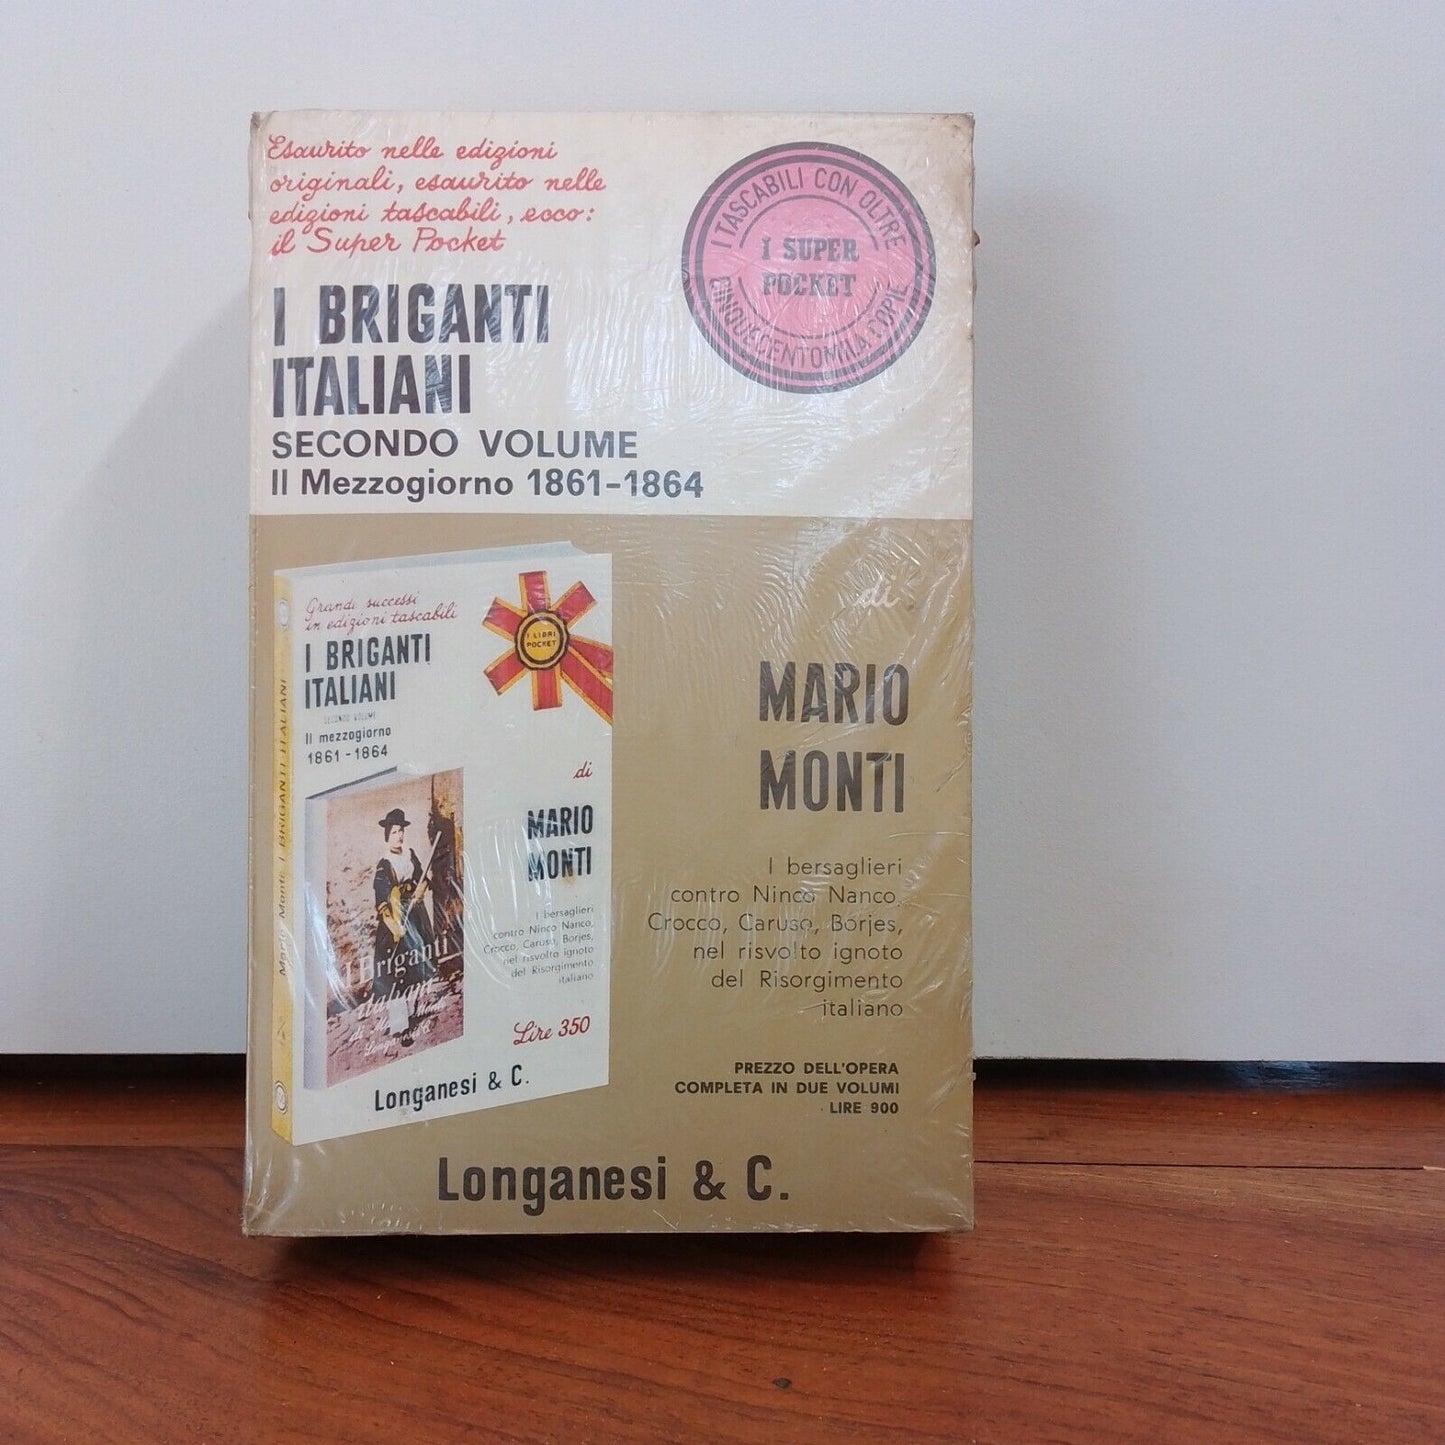 Esaurito nelle edizioni
originali, esaurito nelle
edizioni tascabili, ecco:
il Super Pocket
I TASCABILI CON OLTRE
CINQUECENTOMILA COPIE
I SUPER
POCKET
I BRIGANTI
ITALIANI
SECONDO VOLUME
Il Mezzogiorno 1861-1864
di
MARIO
MONTI
I bersaglieri
contro Ninco Nanco,
Crocco, Caruso, Borjes,
nel risvolto ignoto
del Risorgimento
italiano
PREZZO DELL'OPERA
COMPLETA IN DUE VOLUMI
LIRE 900
Longanesi & C.
Grandi successi
in edizioni tascabili
I BRIGANTI
ITALIANI
SECONDO VOLUME
Il mezzogiorno
1861-1864
I LIBRI
POCKET
di
MARIO
MONTI
I bersaglieri
contro Ninco Nanco,
Crocco, Caruso, Borjes,
nel risvolto ignoto
del Risorgimento
italiano
Lire 350
Longanesi & C.
I Briganti
italiani
di
Mario Monti I BRIGANTI ITALIANI